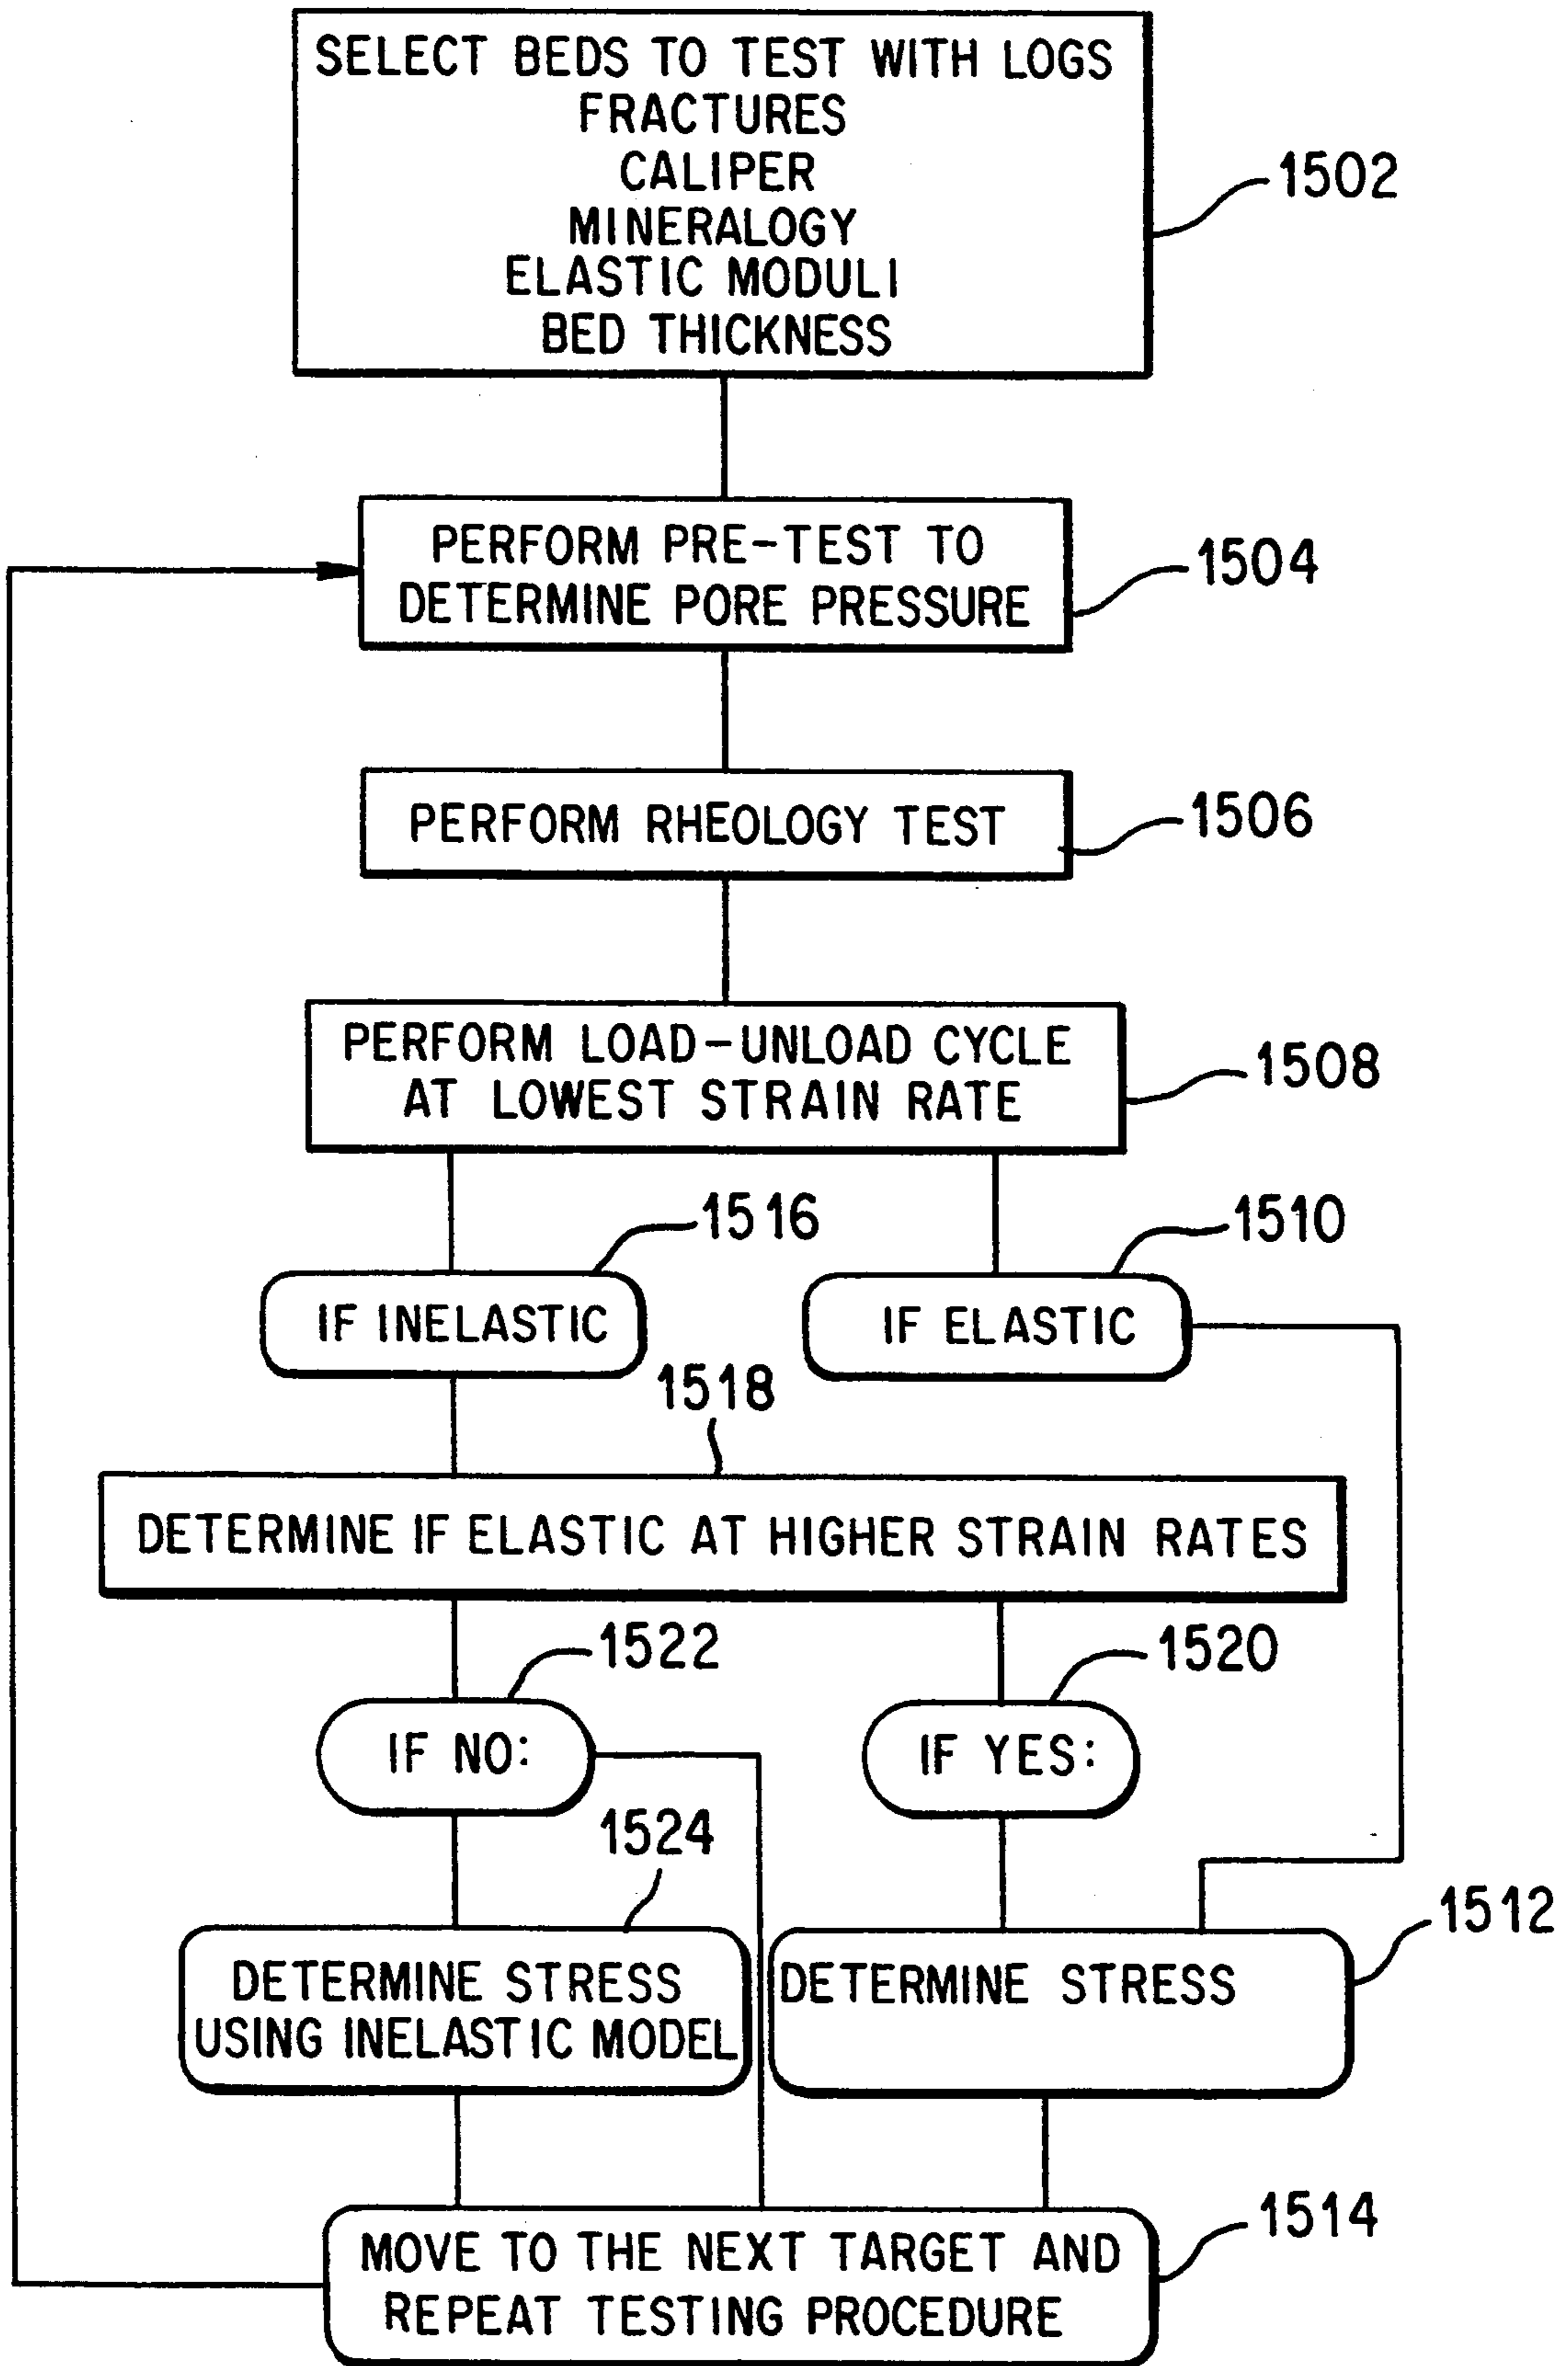 SELECT BEDS TO TEST WITH LOGS
FRACTURES
CALIPER
MINERALOGY
ELASTIC MODULI
BED THICKNESS
1502
PERFORM PRE-TEST TO
DETERMINE PORE PRESSURE
1504
PERFORM RHEOLOGY TEST
1506
PERFORM LOAD-UNLOAD CYCLE
AT LOWEST STRAIN RATE
1508
1516
1510
IF INELASTIC
IF ELASTIC
1518
DETERMINE IF ELASTIC AT HIGHER STRAIN RATES
1522
1520
IF NO:
IF YES:
1524
1512
DETERMINE STRESS
USING INELASTIC MODEL
DETERMINE STRESS
1514
MOVE TO THE NEXT TARGET AND
REPEAT TESTING PROCEDURE